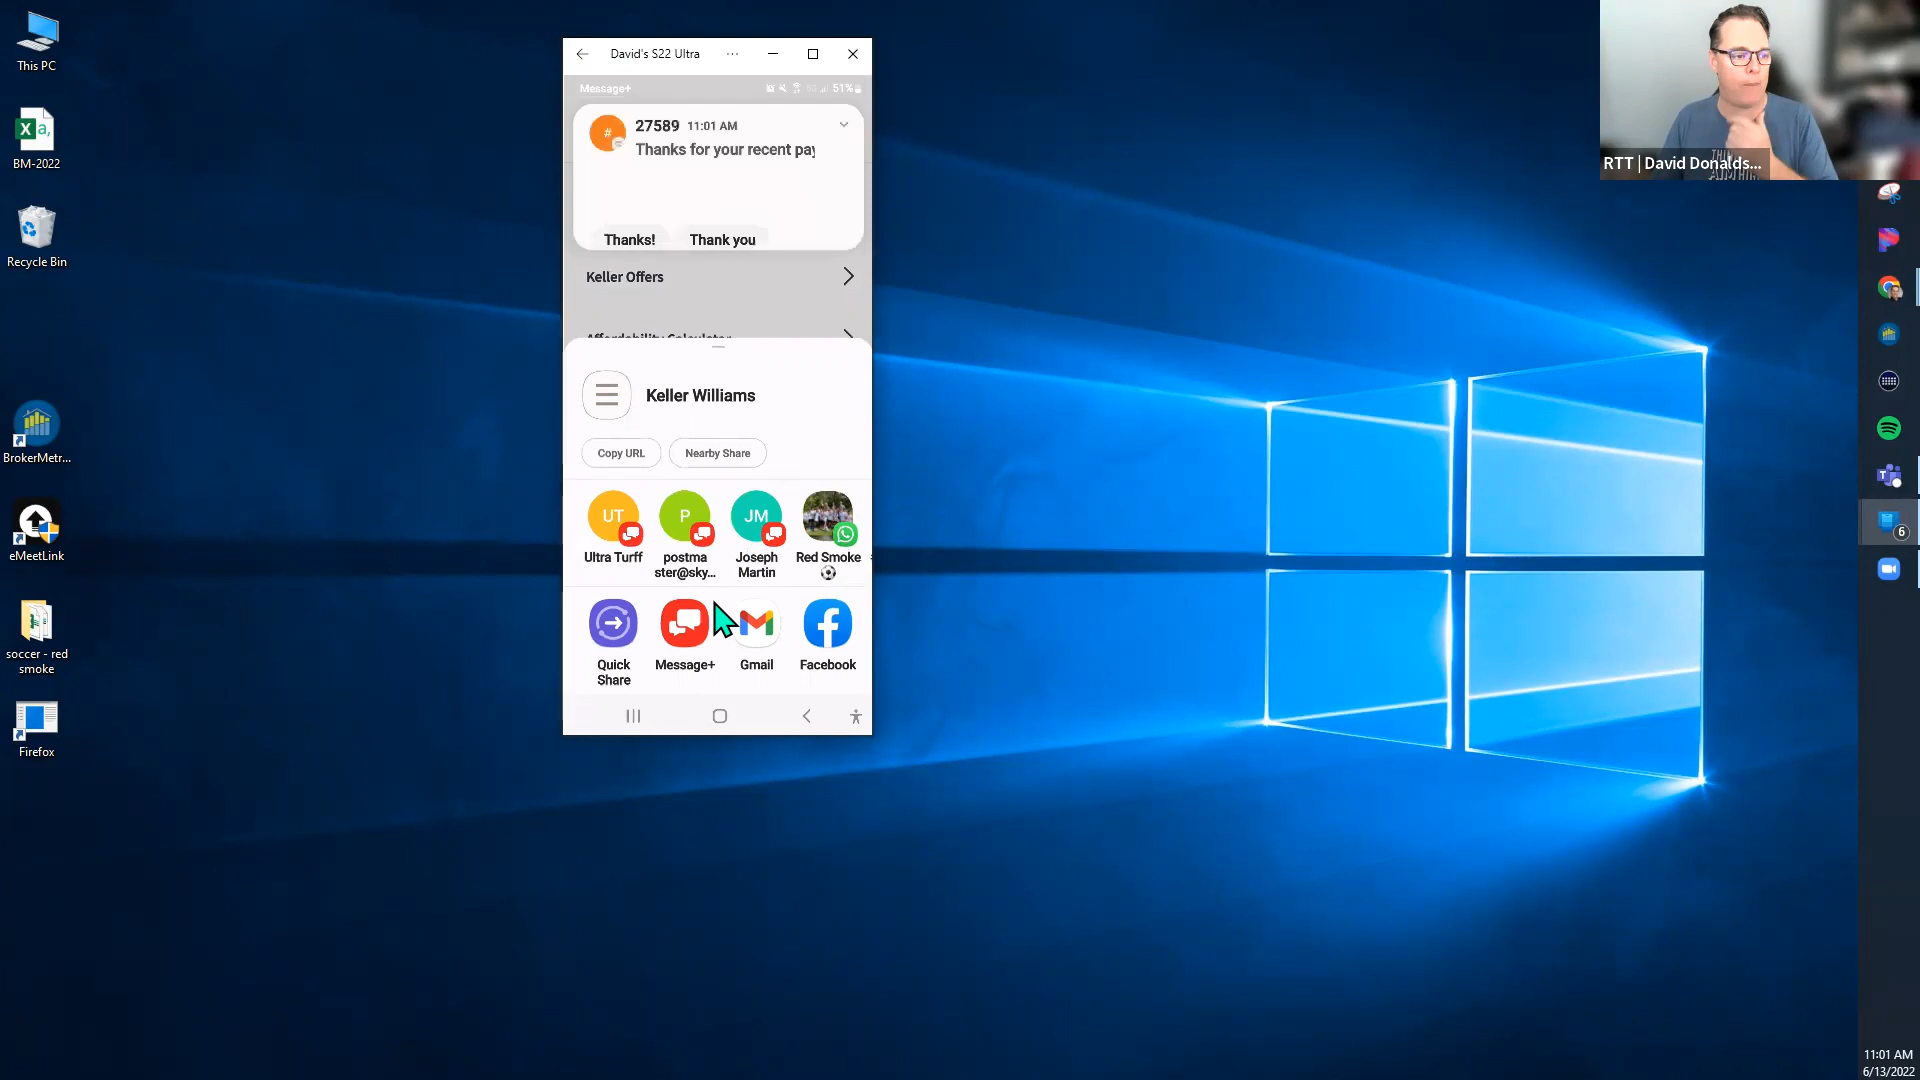 This PC
X a,
BM-2022
Recycle Bin
BrokerMetr...
eMeetLink
soccer - red
smoke
Firefox
David's S22 Ultra
Message+
51%
#
27589 11:01 AM
Thanks for your recent pay
Thanks! Thank you
Keller Offers
Affordability Calculator
Keller Williams
Copy URL Nearby Share
UT P JM
Ultra Turff
postma
ster@sky...
Joseph
Martin
Red Smoke
⚽
Quick
Share
Message+
Gmail
Facebook
RTT | David Donalds...
T
6
11:01 AM
6/13/2022